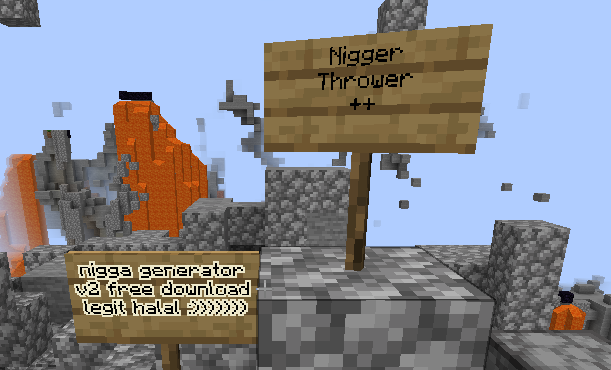 Nigger
Thrower
++
nigga generator
v2 free download
legit halal :)))))))